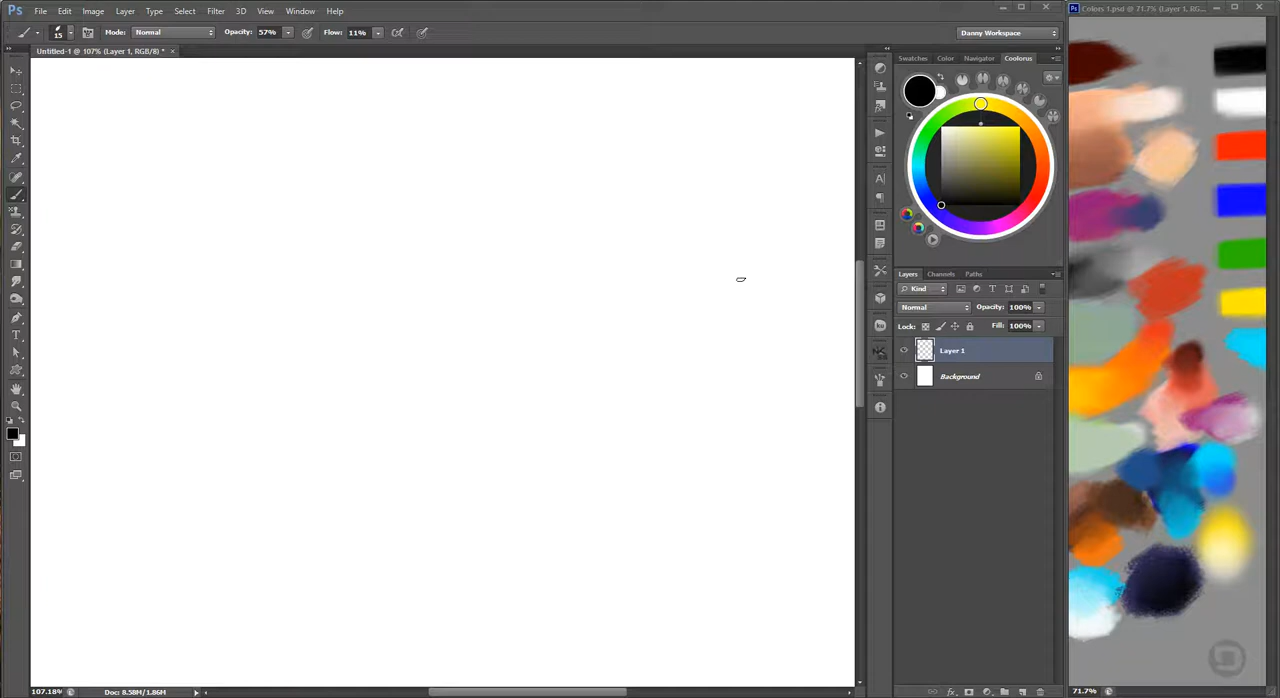 Ps File Edit Image Layer Type Select Filter 3D View Window Help
Colors 1.psd @ 71.7% (Layer 1, RG...
15 Mode: Normal Opacity: 57% Flow: 11% Danny Workspace
Untitled-1 @ 107% (Layer 1, RGB/8) * ×
Swatches Color Navigator Coolorus
Layers Channels Paths
Kind
Normal Opacity: 100%
Lock: Fill: 100%
Layer 1
Background
107.18% Doc: 8.58M/1.86M
71.7%